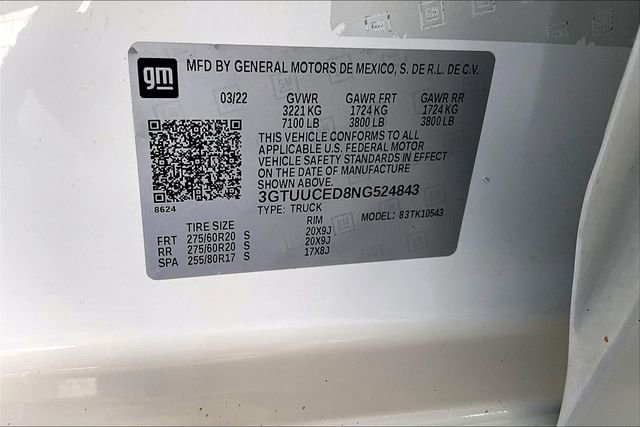 gm
MFD BY GENERAL MOTORS DE MEXICO, S. DE R.L. DE C.V.
03/22 GVWR GAWR FRT GAWR RR
3221 KG 1724 KG 1724 KG
7100 LB 3800 LB 3800 LB
THIS VEHICLE CONFORMS TO ALL
APPLICABLE U.S. FEDERAL MOTOR
VEHICLE SAFETY STANDARDS IN EFFECT
ON THE DATE OF MANUFACTURE
SHOWN ABOVE.
3GTUUCED8NG524843
8624
TYPE: TRUCK MODEL: 83TK10543
TIRE SIZE RIM
FRT 275/60R20 S 20X9J
RR 275/60R20 S 20X9J
SPA 255/80R17 S 17X8J